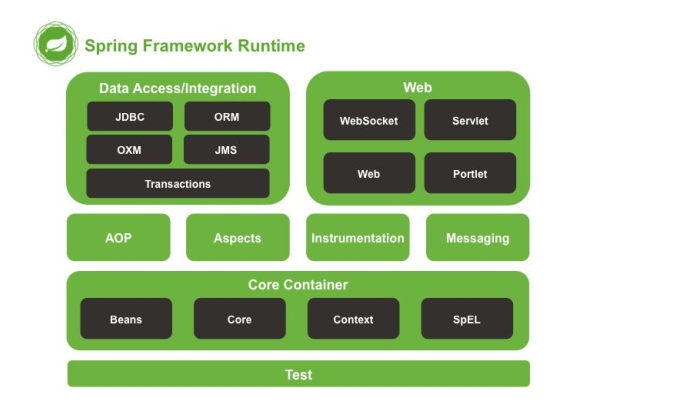 Spring Framework Runtime
Data Access/Integration
JDBC ORM
OXM JMS
Transactions
Web
WebSocket Servlet
Web Portlet
AOP Aspects Instrumentation Messaging
Core Container
Beans Core Context SpEL
Test